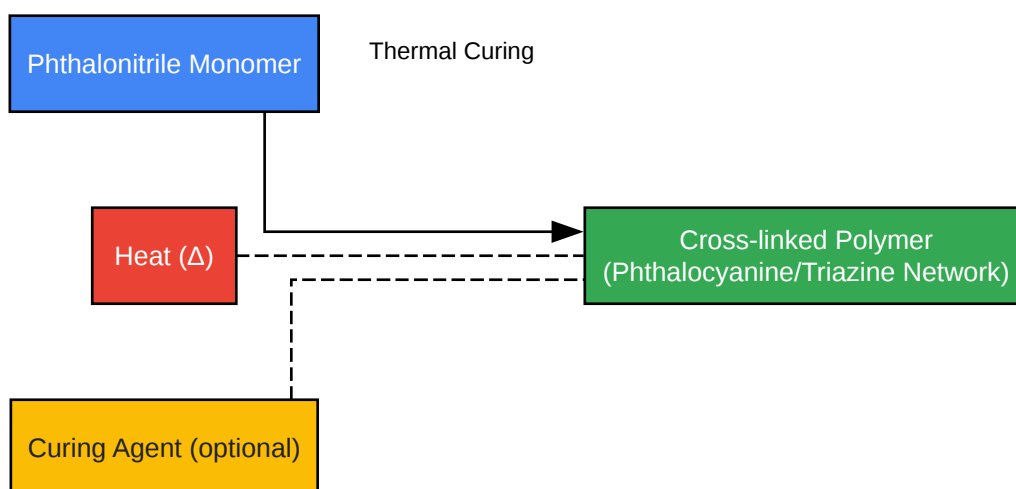 Phthalonitrile Monomer
Thermal Curing
Heat (Δ)
Cross-linked Polymer
(Phthalocyanine/Triazine Network)
Curing Agent (optional)